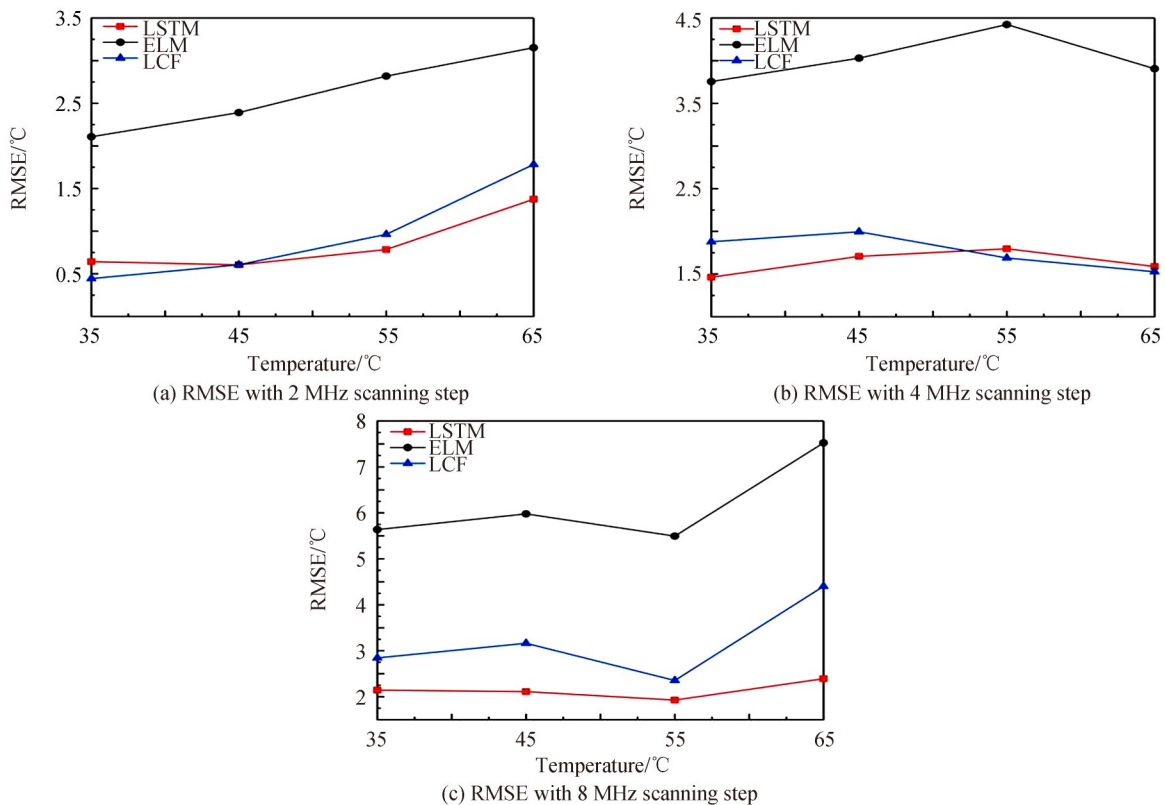 3.5
2.5
1.5
0.5
RMSE/℃
LSTM
ELM
LCF
35 45 55 65
Temperature/℃
(a) RMSE with 2 MHz scanning step
4.5
3.5
2.5
1.5
RMSE/℃
LSTM
ELM
LCF
35 45 55 65
Temperature/℃
(b) RMSE with 4 MHz scanning step
8
7
6
5
4
3
2
RMSE/℃
LSTM
ELM
LCF
35 45 55 65
Temperature/℃
(c) RMSE with 8 MHz scanning step